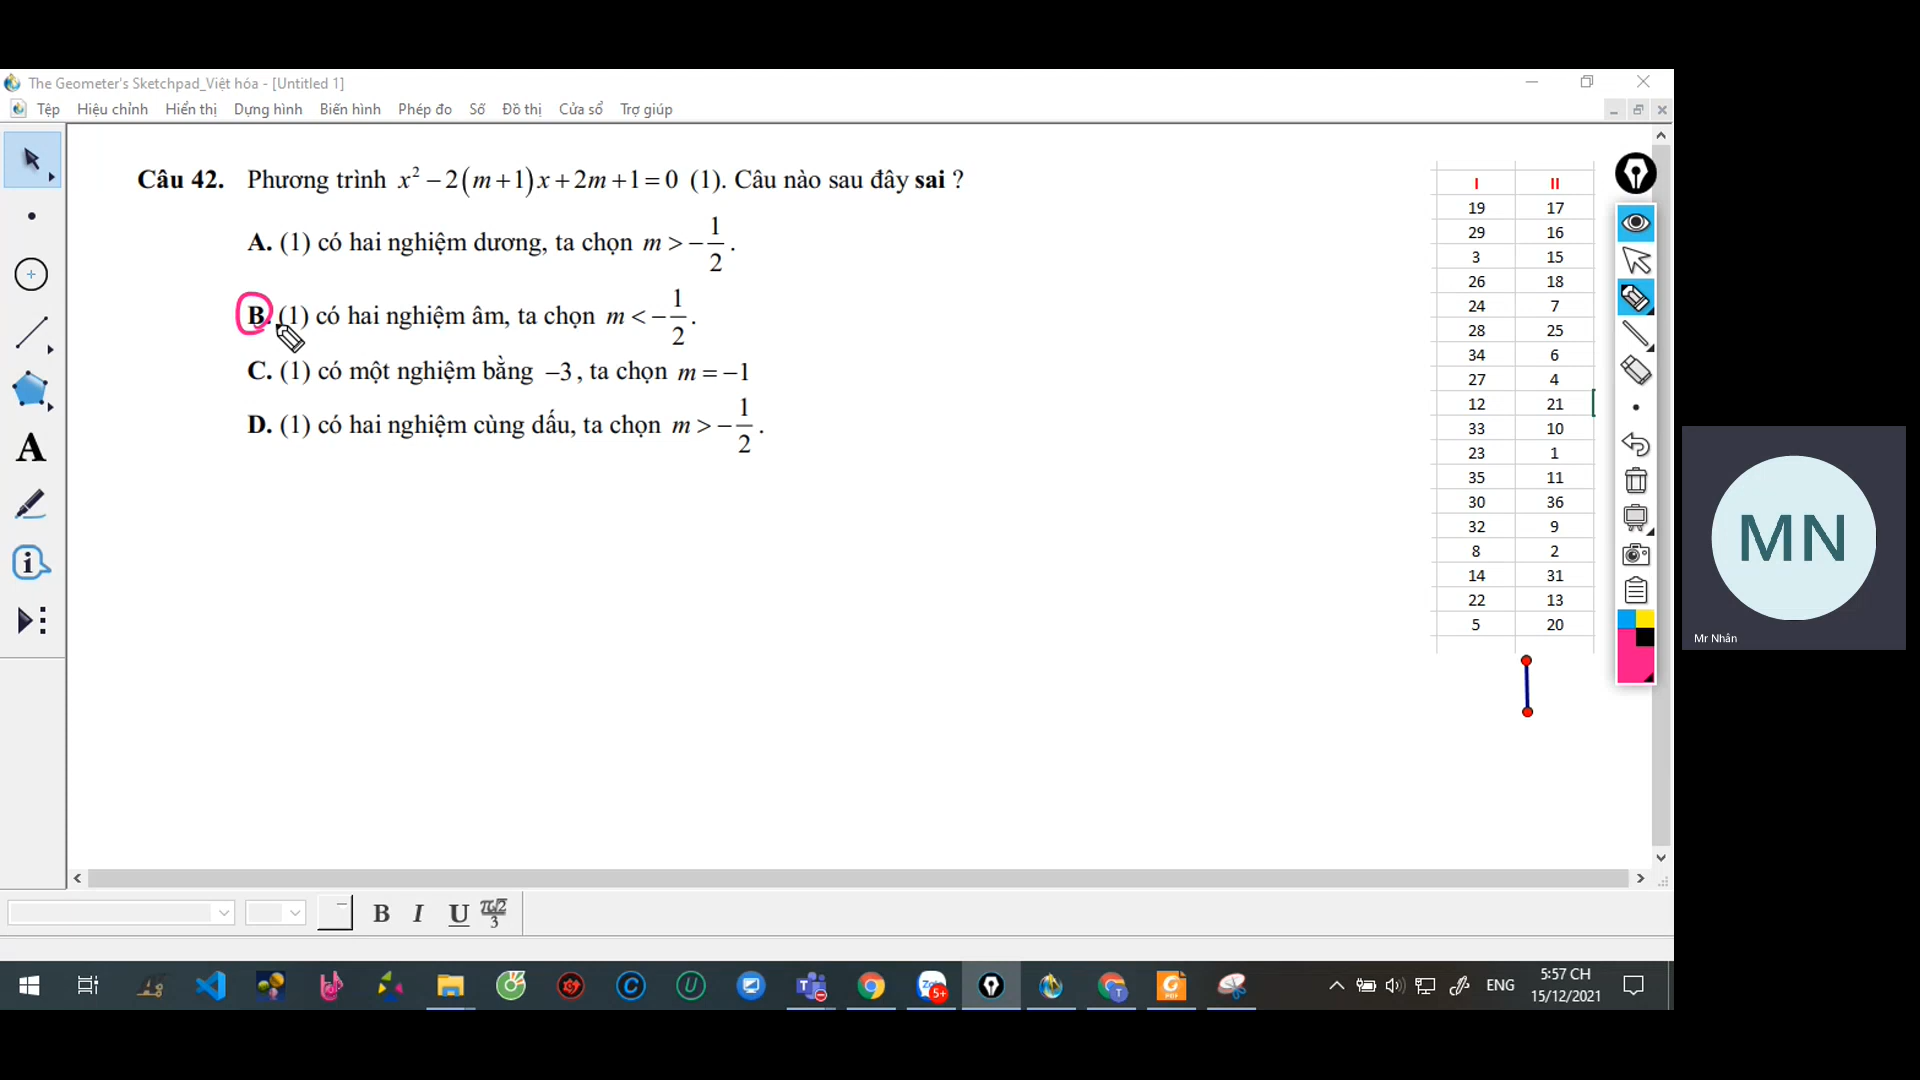 The Geometer's Sketchpad_Việt hóa - [Untitled 1]
Tệp Hiệu chỉnh Hiển thị Dựng hình Biến hình Phép đo Số Đồ thị Cửa sổ Trợ giúp
Câu 42. Phương trình x² − 2(m+1)x + 2m + 1 = 0 (1). Câu nào sau đây sai ?
A. (1) có hai nghiệm dương, ta chọn m > −1/2.
B. (1) có hai nghiệm âm, ta chọn m < −1/2.
C. (1) có một nghiệm bằng −3, ta chọn m = −1
D. (1) có hai nghiệm cùng dấu, ta chọn m > −1/2.
I II
19 17
29 16
3 15
26 18
24 7
28 25
34 6
27 4
12 21
33 10
23 1
35 11
30 36
32 9
8 2
14 31
22 13
5 20
A
MN
Mr Nhân
B I U π√2/3
ENG
5:57 CH
15/12/2021